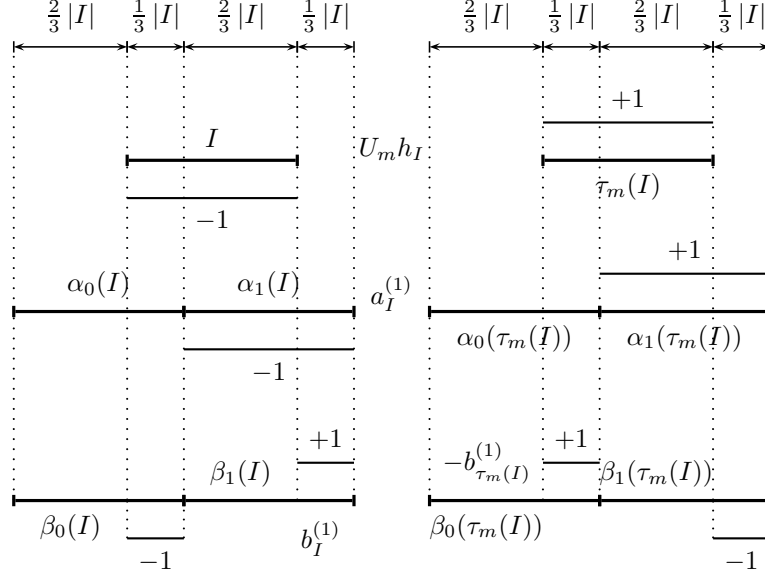 2/3 |I| 1/3 |I| 2/3 |I| 1/3 |I| 2/3 |I| 1/3 |I| 2/3 |I| 1/3 |I|
+1
I U_m h_I
τ_m(I)
−1
+1
α_0(I) α_1(I) a_I^{(1)}
α_0(τ_m(I)) α_1(τ_m(I))
−1
+1 +1
β_1(I) −b_{τ_m(I)}^{(1)} β_1(τ_m(I))
β_0(I) b_I^{(1)} β_0(τ_m(I))
−1 −1